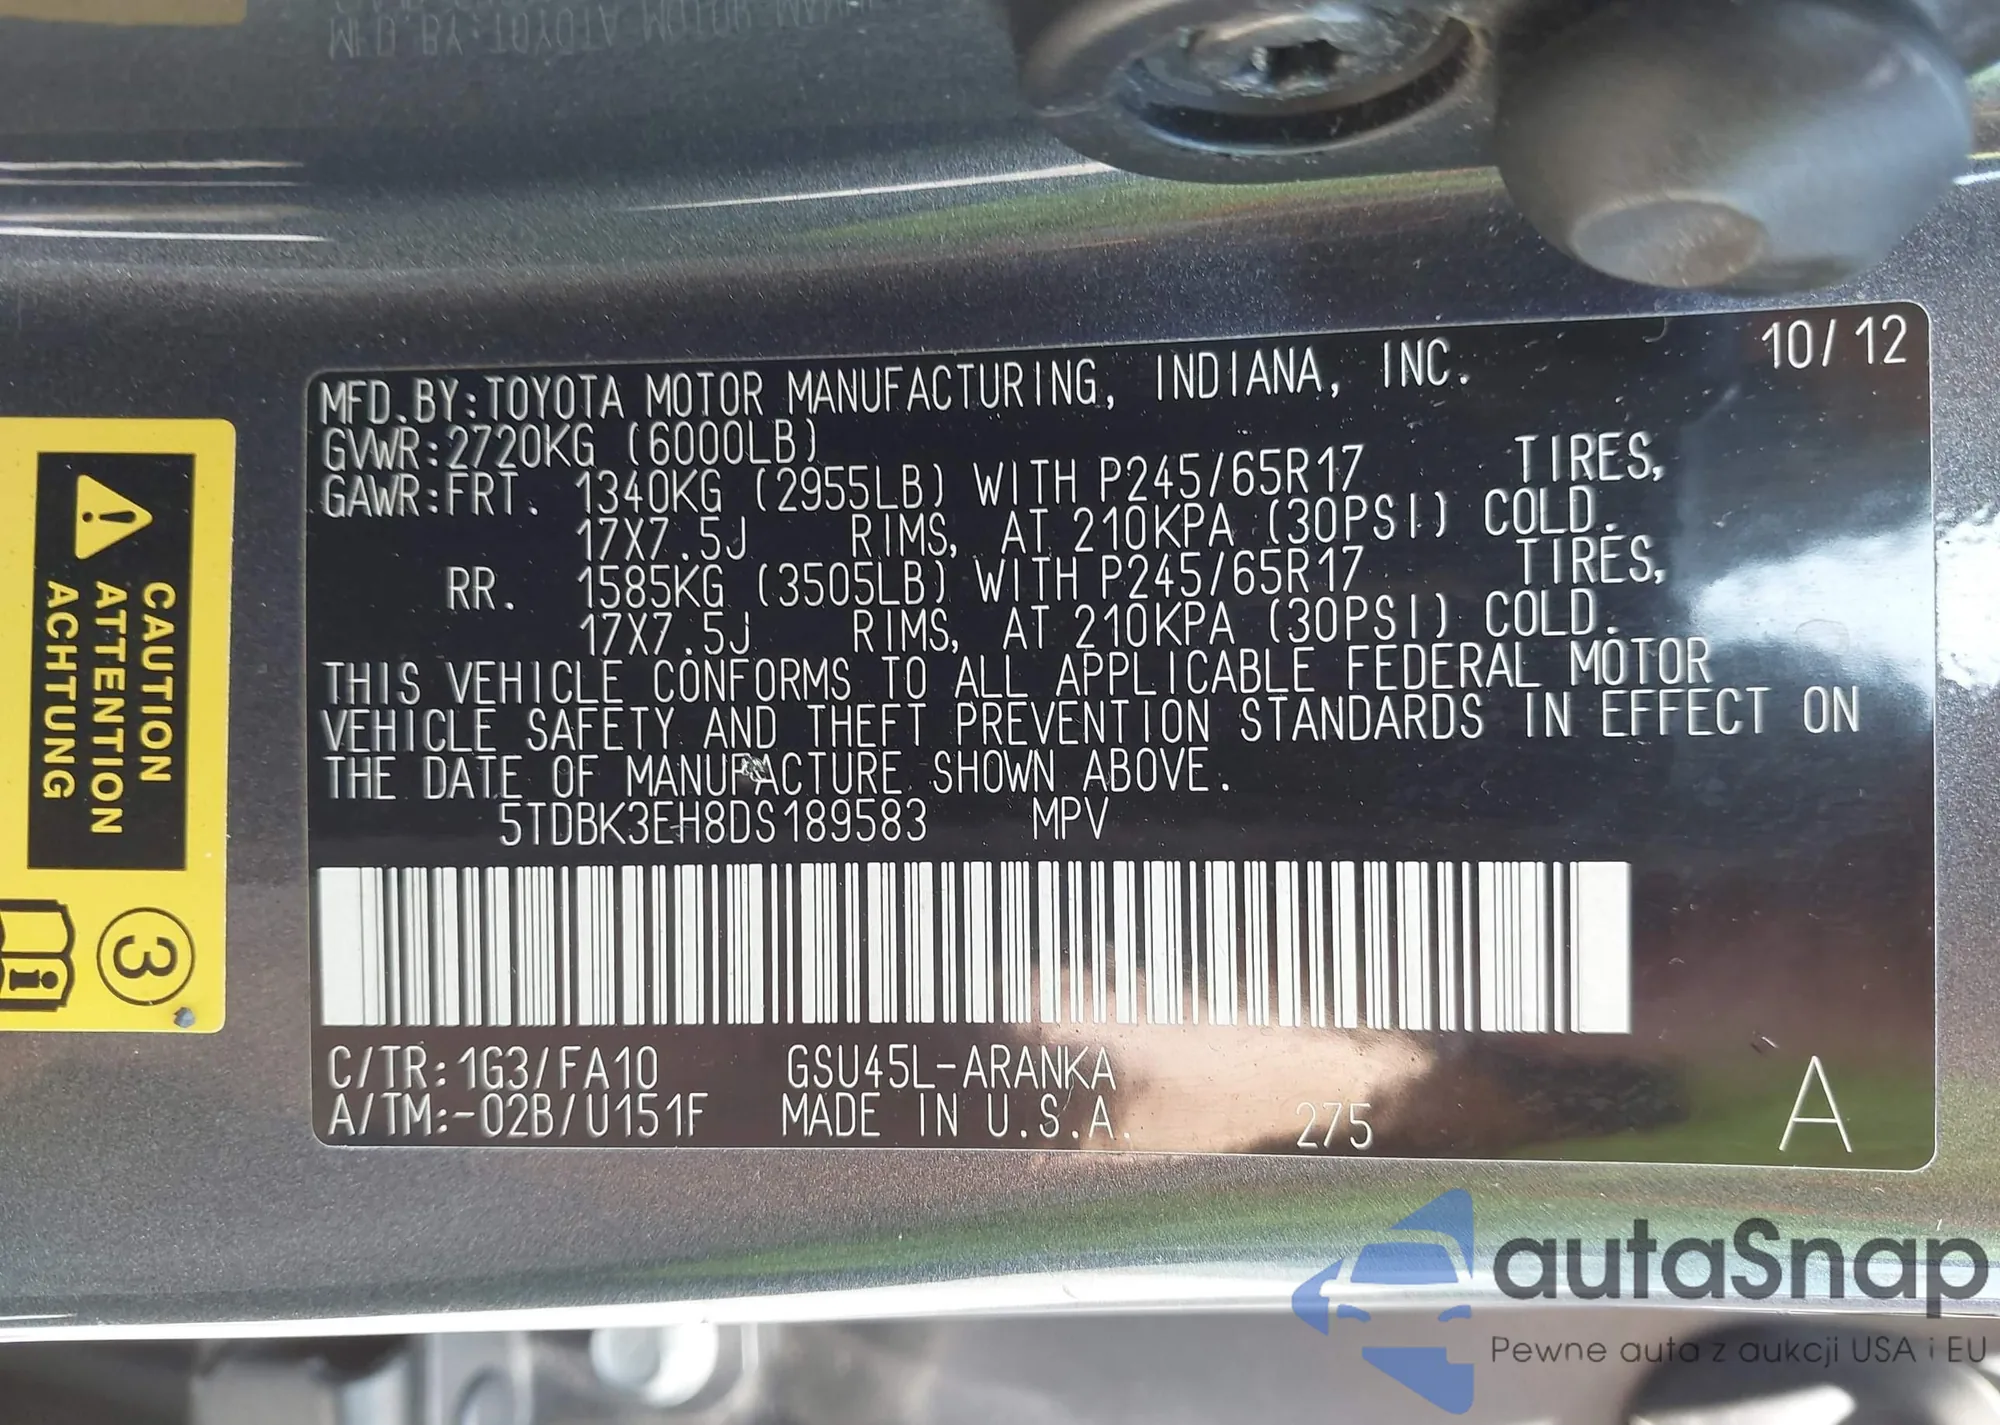 10/12
MFD.BY:TOYOTA MOTOR MANUFACTURING, INDIANA, INC.
GVWR:2720KG (6000LB)
GAWR:FRT. 1340KG (2955LB) WITH P245/65R17 TIRES,
17X7.5J RIMS, AT 210KPA (30PSI) COLD.
RR. 1585KG (3505LB) WITH P245/65R17 TIRES,
17X7.5J RIMS, AT 210KPA (30PSI) COLD.
THIS VEHICLE CONFORMS TO ALL APPLICABLE FEDERAL MOTOR
VEHICLE SAFETY AND THEFT PREVENTION STANDARDS IN EFFECT ON
THE DATE OF MANUFACTURE SHOWN ABOVE.
5TDBK3EH8DS189583 MPV
C/TR:1G3/FA10 GSU45L-ARANKA
A/TM:-02B/U151F MADE IN U.S.A. 275 A
CAUTION
ATTENTION
ACHTUNG
3
i
autaSnap
Pewne auta z aukcji USA i EU